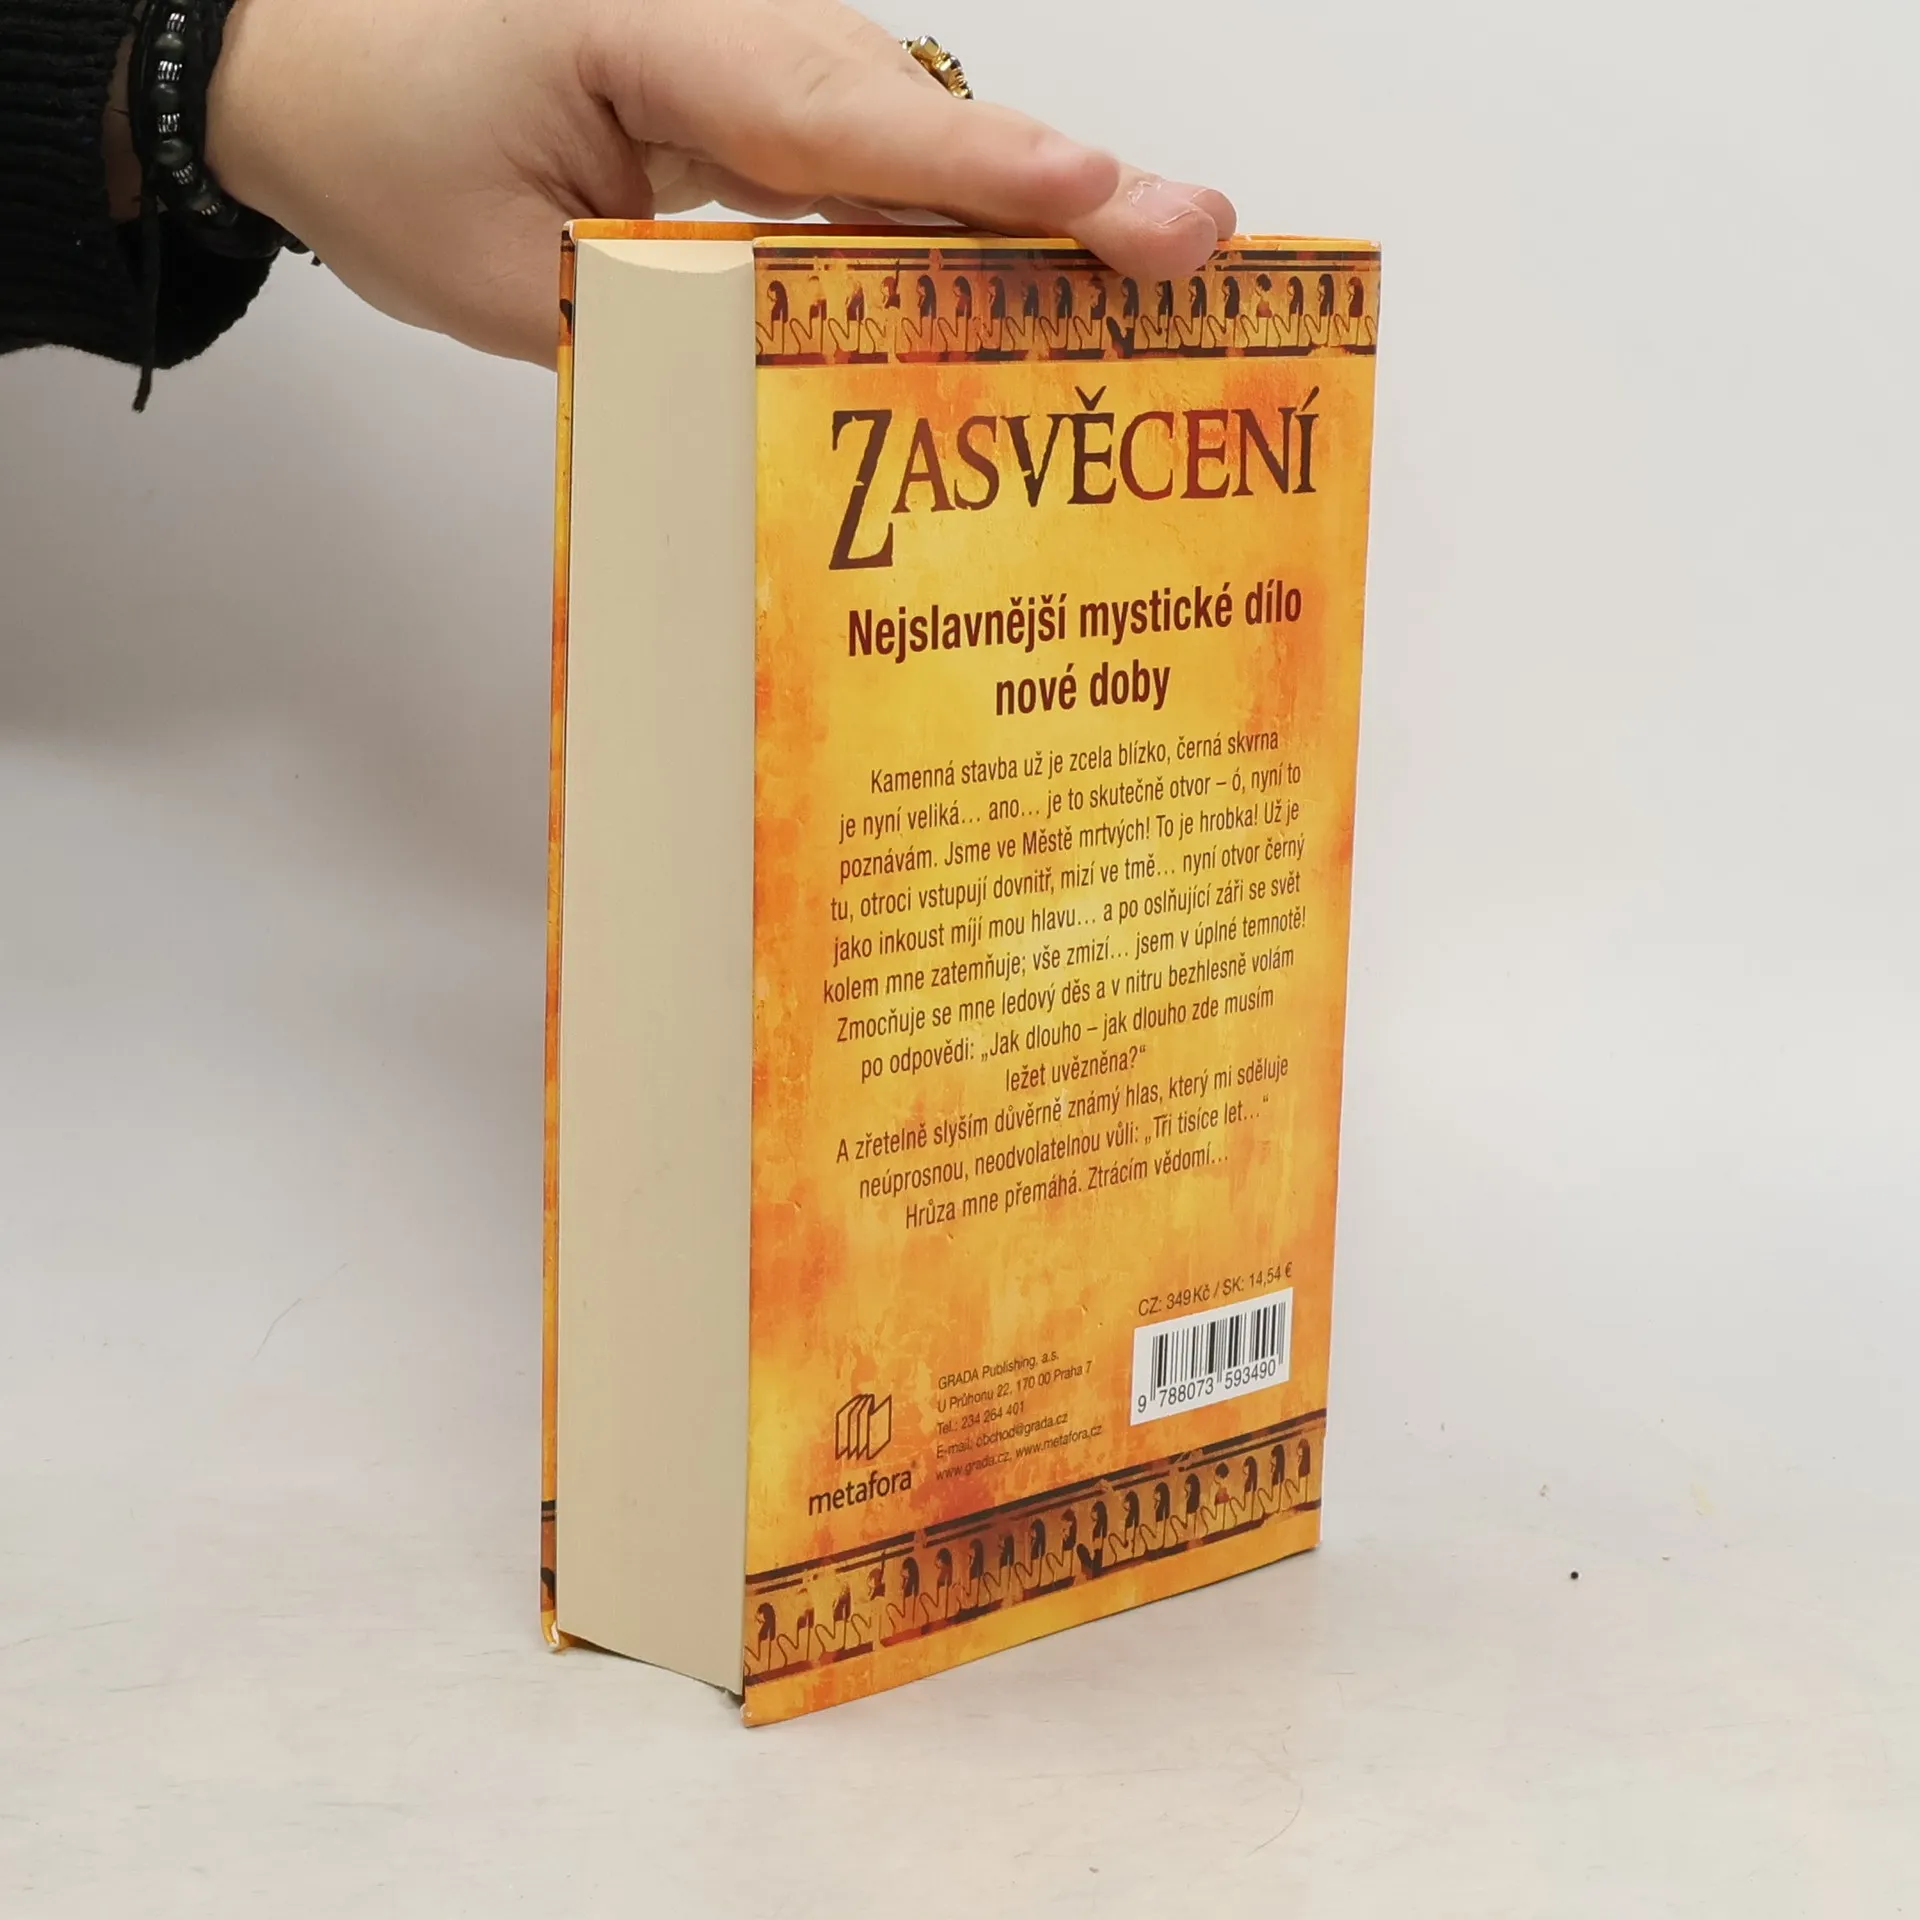 ZASVĚCENÍ
Nejslavnější mystické dílo
nové doby
Kamenná stavba už je zcela blízko, černá skvrna
je nyní veliká… ano… je to skutečně otvor – ó, nyní to
poznávám. Jsme ve Městě mrtvých! To je hrobka! Už je
tu, otroci vstupují dovnitř, mizí ve tmě… nyní otvor černý
jako inkoust míjí mou hlavu… a po oslňující záři se svět
kolem mne zatemňuje; vše zmizí… jsem v úplné temnotě!
Zmocňuje se mne ledový děs a v nitru bezhlesně volám
po odpovědi: „Jak dlouho – jak dlouho zde musím
ležet uvězněna?“
A zřetelně slyším důvěrně známý hlas, který mi sděluje
neúprosnou, neodvolatelnou vůli: „Tři tisíce let…“
Hrůza mne přemáhá. Ztrácím vědomí…
CZ: 349 Kč / SK: 14,54 €
9 788073 593490
GRADA Publishing, a.s.
U Průhonu 22, 170 00 Praha 7
Tel.: 234 264 401
E-mail: obchod@grada.cz
www.grada.cz, www.metafora.cz
metafora